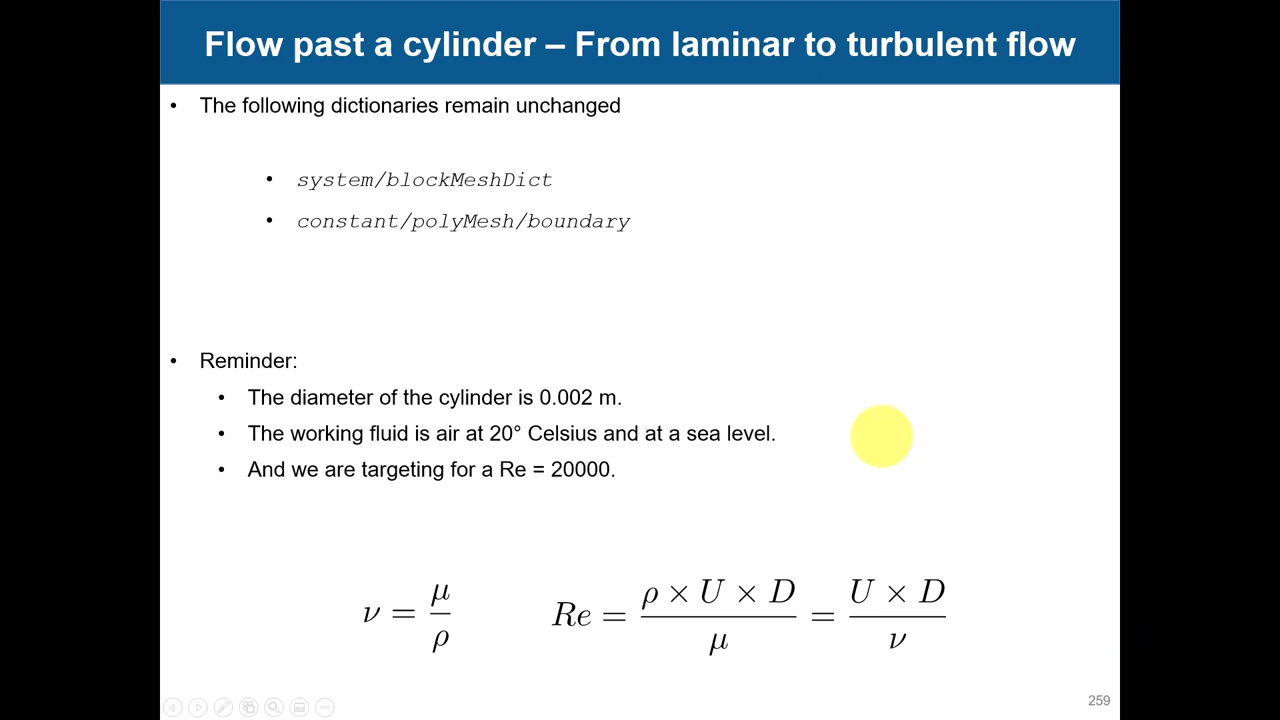 Flow past a cylinder – From laminar to turbulent flow
• The following dictionaries remain unchanged
• system/blockMeshDict
• constant/polyMesh/boundary
• Reminder:
• The diameter of the cylinder is 0.002 m.
• The working fluid is air at 20° Celsius and at a sea level.
• And we are targeting for a Re = 20000.
ν = μ/ρ
Re = (ρ × U × D)/μ = (U × D)/ν
259